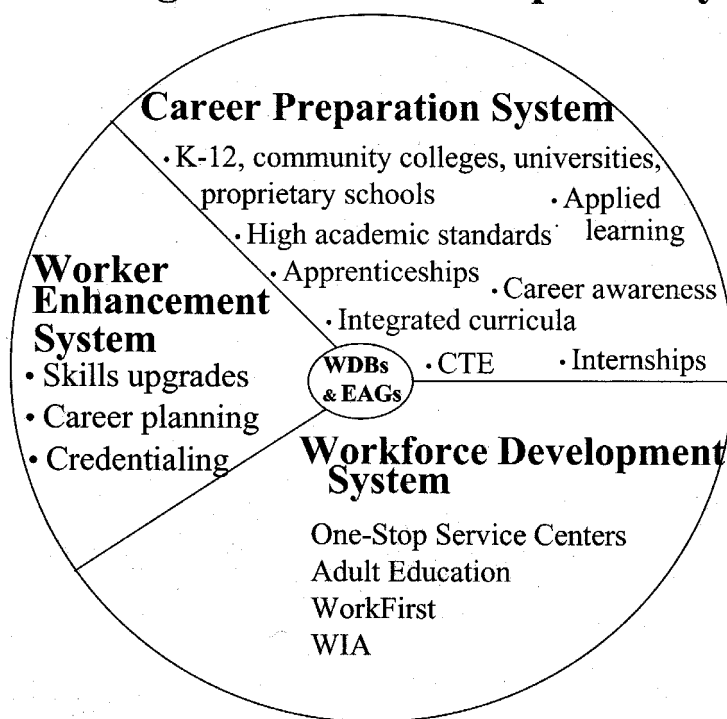 Career Preparation System
· K-12, community colleges, universities,
proprietary schools
· Applied
learning
· High academic standards
· Apprenticeships
· Career awareness
· Integrated curricula
· CTE
· Internships
Worker
Enhancement
System
• Skills upgrades
• Career planning
• Credentialing
WDBs
& EAGs
Workforce Development
System
One-Stop Service Centers
Adult Education
WorkFirst
WIA